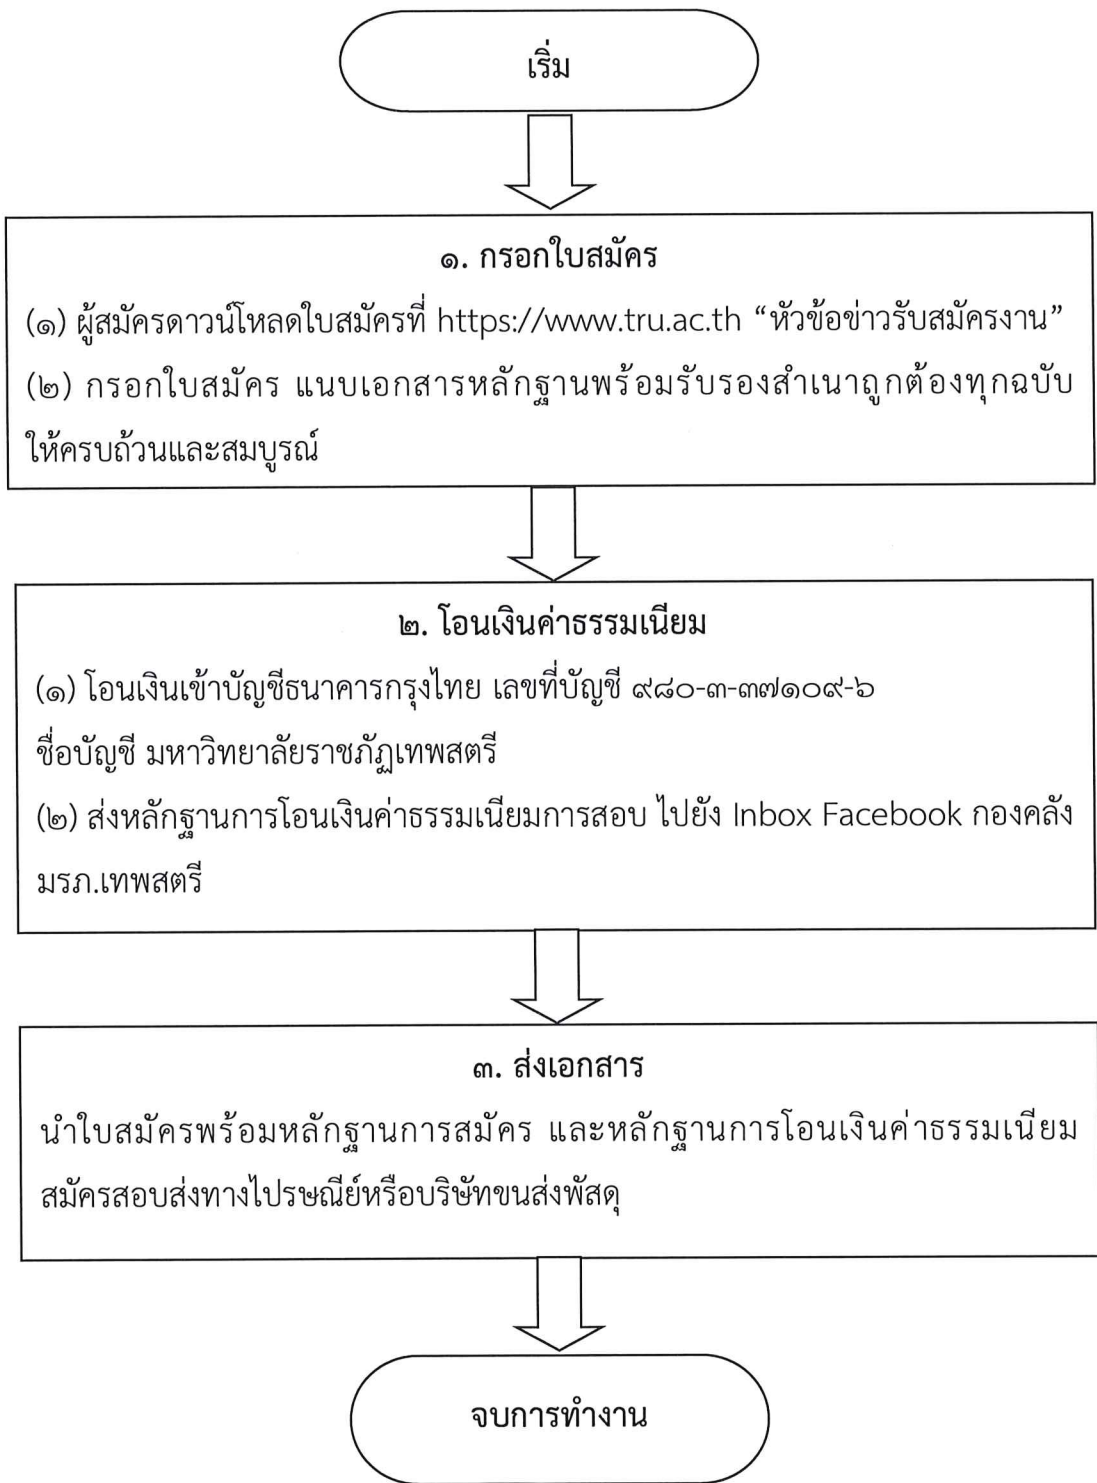 เริ่ม
๑. กรอกใบสมัคร
(๑) ผู้สมัครดาวน์โหลดใบสมัครที่ https://www.tru.ac.th “หัวข้อข่าวรับสมัครงาน”
(๒) กรอกใบสมัคร แนบเอกสารหลักฐานพร้อมรับรองสำเนาถูกต้องทุกฉบับ
ให้ครบถ้วนและสมบูรณ์
๒. โอนเงินค่าธรรมเนียม
(๑) โอนเงินเข้าบัญชีธนาคารกรุงไทย เลขที่บัญชี ๙๘๐-๓-๓๗๑๐๙-๖
ชื่อบัญชี มหาวิทยาลัยราชภัฏเทพสตรี
(๒) ส่งหลักฐานการโอนเงินค่าธรรมเนียมการสอบ ไปยัง Inbox Facebook กองคลัง
มรภ.เทพสตรี
๓. ส่งเอกสาร
นำใบสมัครพร้อมหลักฐานการสมัคร และหลักฐานการโอนเงินค่าธรรมเนียม
สมัครสอบส่งทางไปรษณีย์หรือบริษัทขนส่งพัสดุ
จบการทำงาน